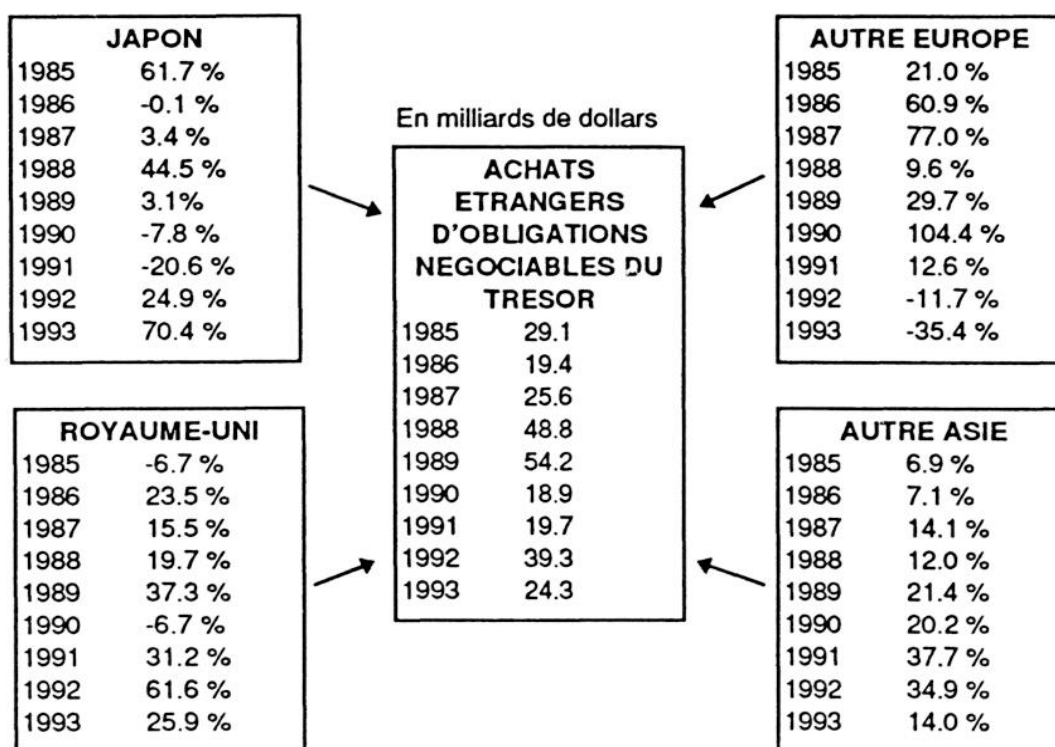 JAPON
1985 61.7 %
1986 -0.1 %
1987 3.4 %
1988 44.5 %
1989 3.1%
1990 -7.8 %
1991 -20.6 %
1992 24.9 %
1993 70.4 %
En milliards de dollars
ACHATS
ETRANGERS
D'OBLIGATIONS
NEGOCIABLES DU
TRESOR
1985 29.1
1986 19.4
1987 25.6
1988 48.8
1989 54.2
1990 18.9
1991 19.7
1992 39.3
1993 24.3
AUTRE EUROPE
1985 21.0 %
1986 60.9 %
1987 77.0 %
1988 9.6 %
1989 29.7 %
1990 104.4 %
1991 12.6 %
1992 -11.7 %
1993 -35.4 %
ROYAUME-UNI
1985 -6.7 %
1986 23.5 %
1987 15.5 %
1988 19.7 %
1989 37.3 %
1990 -6.7 %
1991 31.2 %
1992 61.6 %
1993 25.9 %
AUTRE ASIE
1985 6.9 %
1986 7.1 %
1987 14.1 %
1988 12.0 %
1989 21.4 %
1990 20.2 %
1991 37.7 %
1992 34.9 %
1993 14.0 %